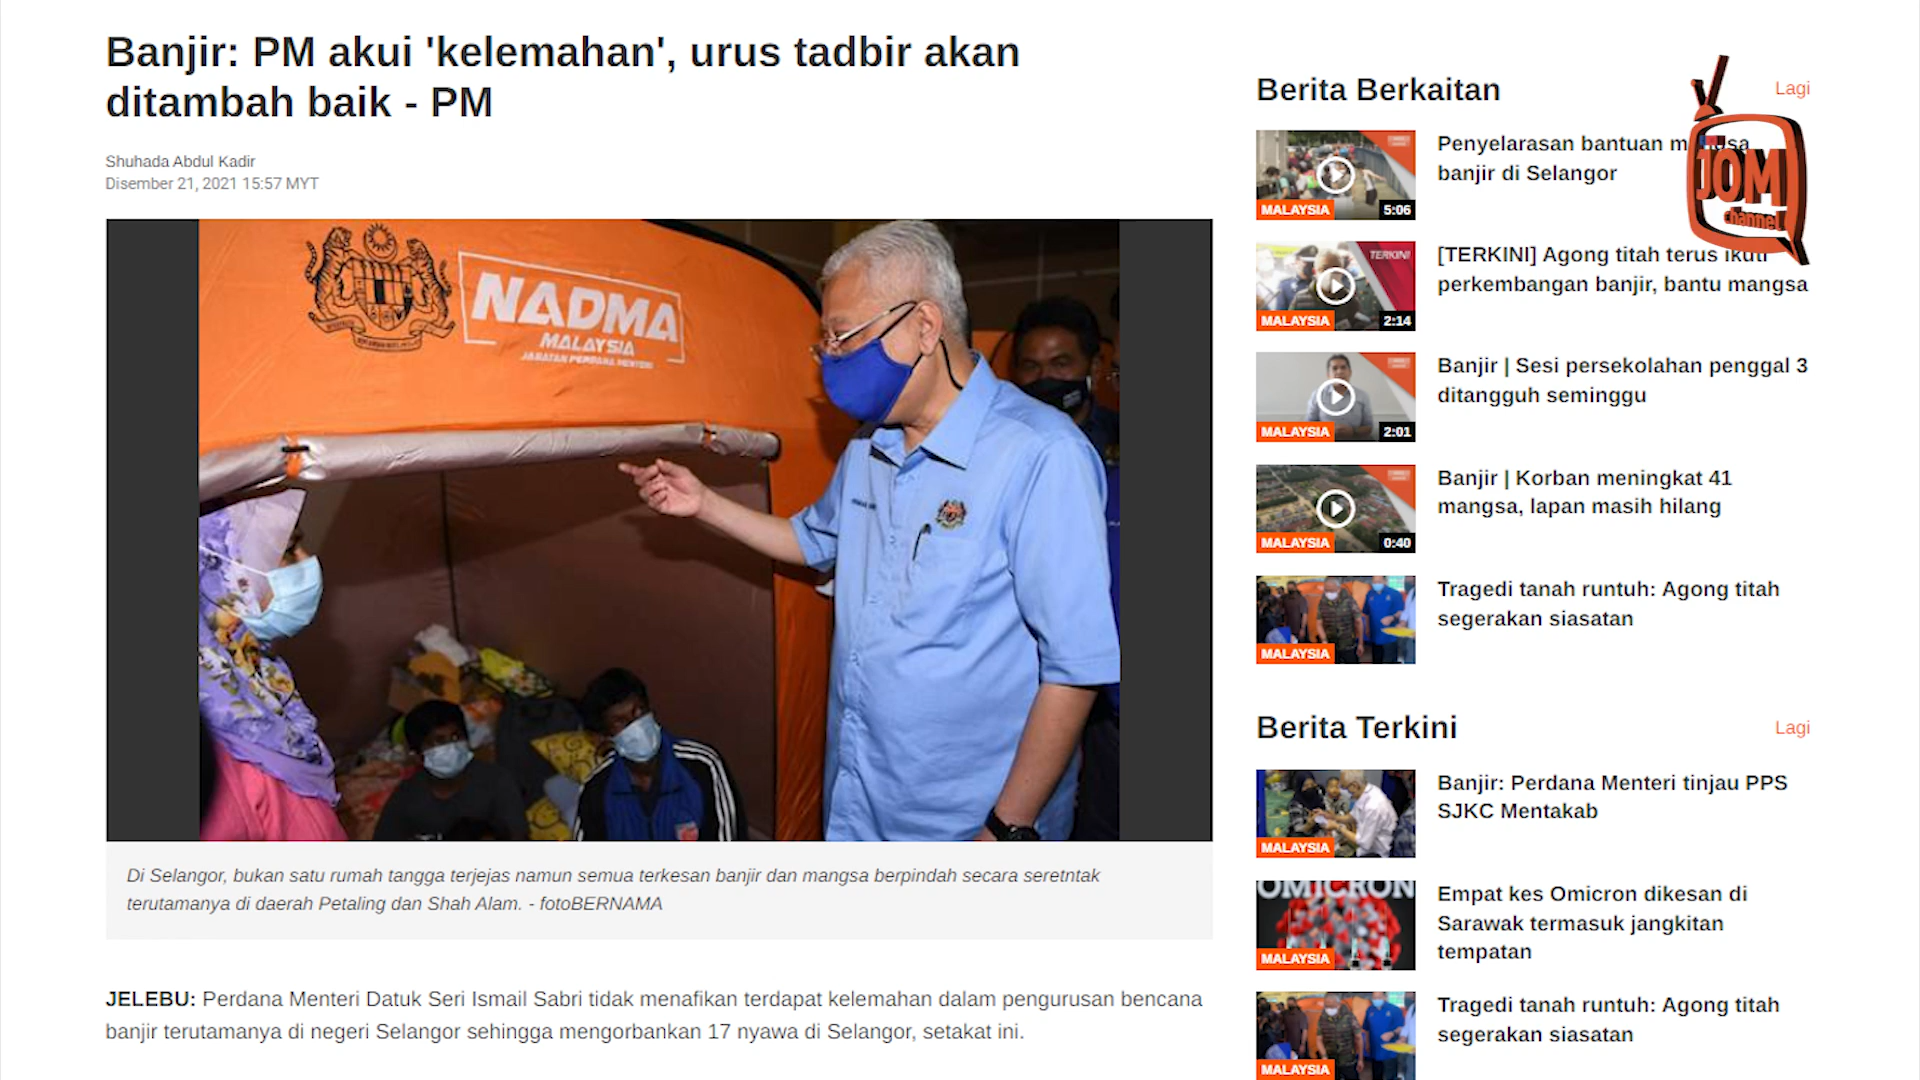 Banjir: PM akui 'kelemahan', urus tadbir akan
ditambah baik - PM
Shuhada Abdul Kadir
Disember 21, 2021 15:57 MYT
NADMA
MALAYSIA
JABATAN PERDANA MENTERI
Di Selangor, bukan satu rumah tangga terjejas namun semua terkesan banjir dan mangsa berpindah secara seretntak
terutamanya di daerah Petaling dan Shah Alam. - fotoBERNAMA
JELEBU: Perdana Menteri Datuk Seri Ismail Sabri tidak menafikan terdapat kelemahan dalam pengurusan bencana
banjir terutamanya di negeri Selangor sehingga mengorbankan 17 nyawa di Selangor, setakat ini.
Berita Berkaitan
Lagi
JOM
channel
Penyelarasan bantuan
banjir di Selangor
MALAYSIA
5:06
[TERKINI] Agong titah terus ikuti
perkembangan banjir, bantu mangsa
TERKINI
MALAYSIA
2:14
Banjir | Sesi persekolahan penggal 3
ditangguh seminggu
MALAYSIA
2:01
Banjir | Korban meningkat 41
mangsa, lapan masih hilang
MALAYSIA
0:40
Tragedi tanah runtuh: Agong titah
segerakan siasatan
MALAYSIA
Berita Terkini
Lagi
Banjir: Perdana Menteri tinjau PPS
SJKC Mentakab
MALAYSIA
Empat kes Omicron dikesan di
Sarawak termasuk jangkitan
tempatan
OMICRON
MALAYSIA
Tragedi tanah runtuh: Agong titah
segerakan siasatan
MALAYSIA